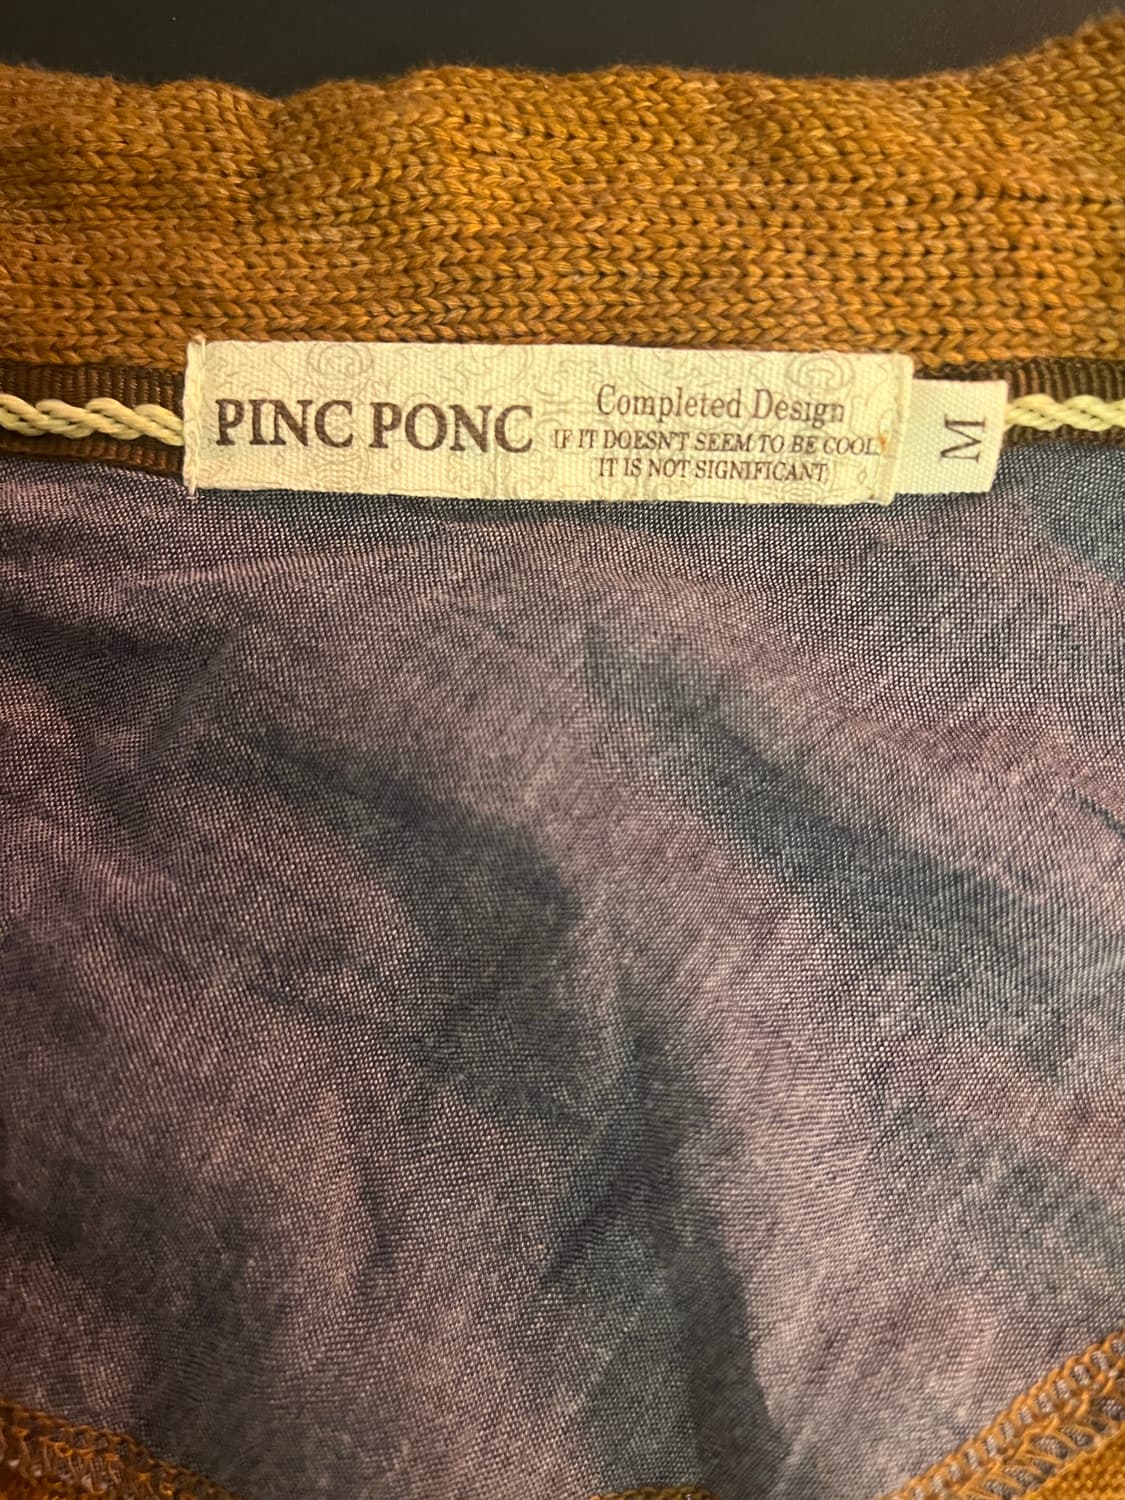 PINC PONC
Completed Design
IF IT DOESN'T SEEM TO BE COOL,
IT IS NOT SIGNIFICANT)
M